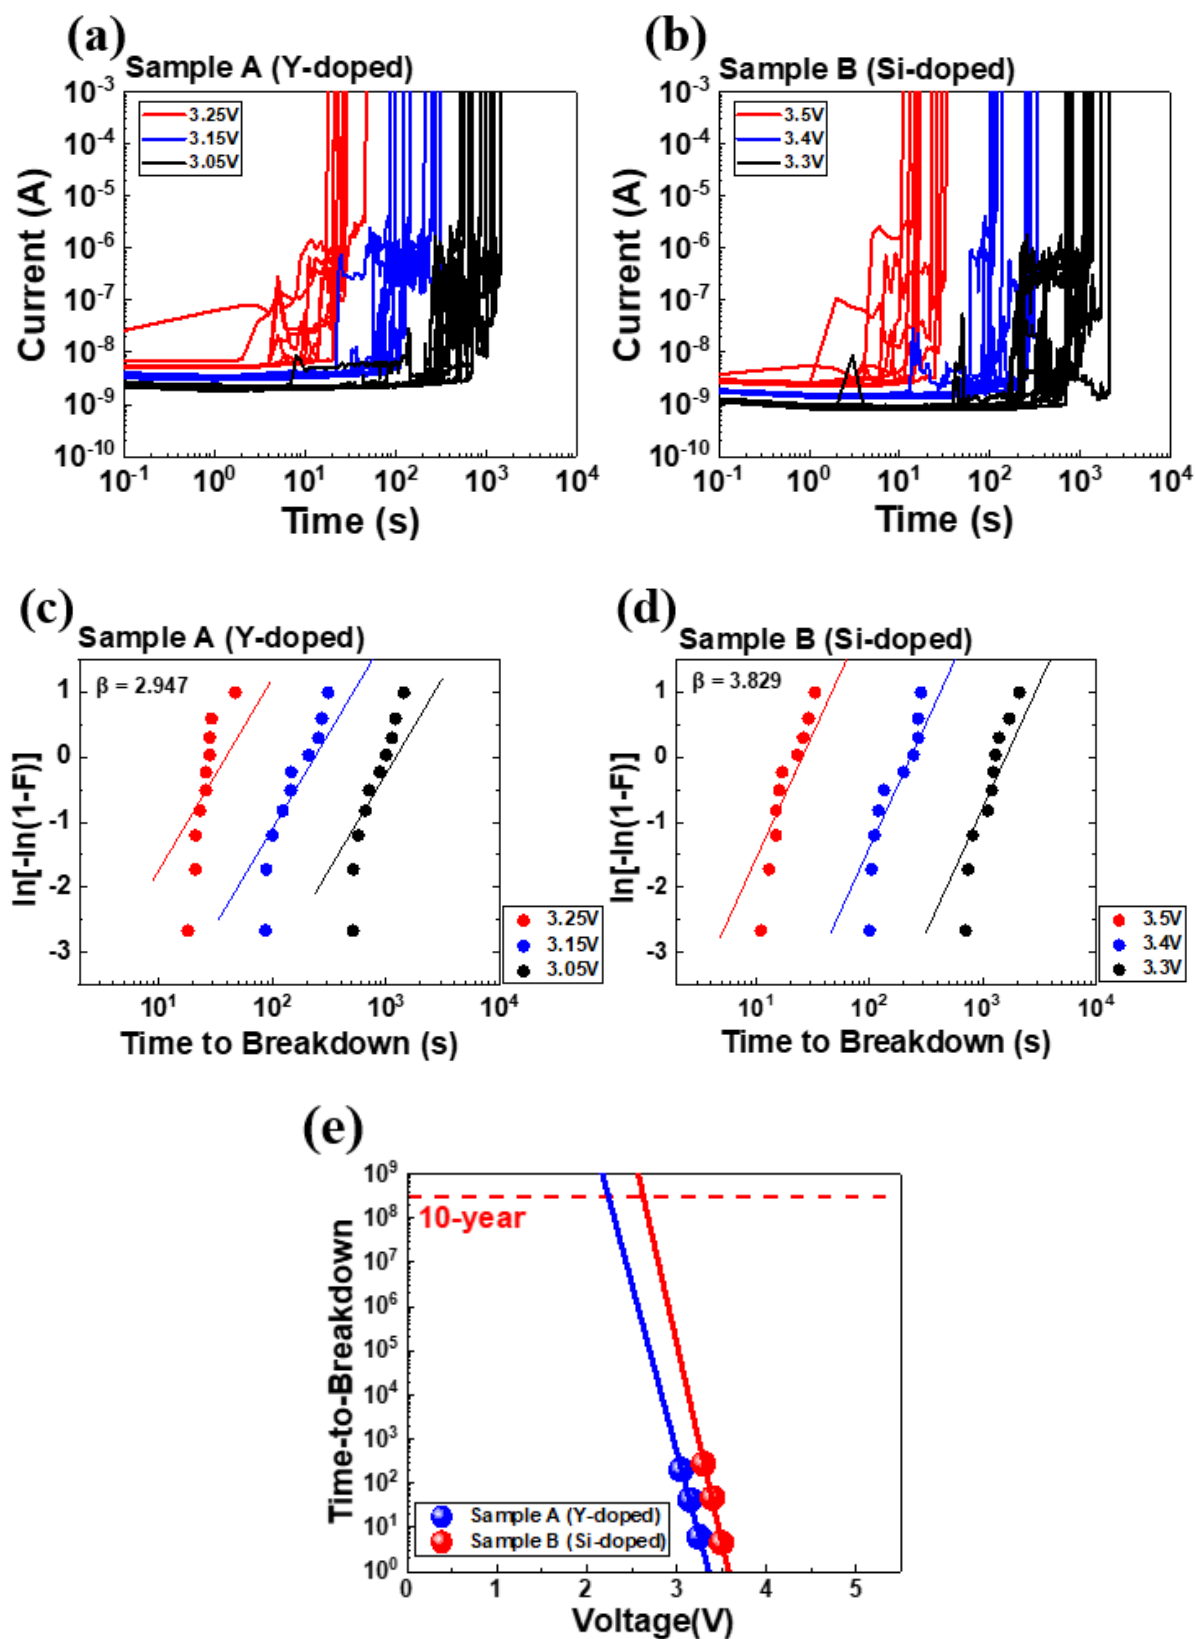 (a)
(b)
Sample A (Y-doped)
Sample B (Si-doped)
10⁻³
10⁻⁴
10⁻⁵
10⁻⁶
10⁻⁷
10⁻⁸
10⁻⁹
10⁻¹⁰
Current (A)
3.25V
3.15V
3.05V
10⁻¹ 10⁰ 10¹ 10² 10³ 10⁴
Time (s)
10⁻³
10⁻⁴
10⁻⁵
10⁻⁶
10⁻⁷
10⁻⁸
10⁻⁹
10⁻¹⁰
Current (A)
3.5V
3.4V
3.3V
10⁻¹ 10⁰ 10¹ 10² 10³ 10⁴
Time (s)
(c)
Sample A (Y-doped)
β = 2.947
1
0
-1
-2
-3
ln[-ln(1-F)]
3.25V
3.15V
3.05V
10¹ 10² 10³ 10⁴
Time to Breakdown (s)
(d)
Sample B (Si-doped)
β = 3.829
1
0
-1
-2
-3
ln[-ln(1-F)]
3.5V
3.4V
3.3V
10¹ 10² 10³ 10⁴
Time to Breakdown (s)
(e)
10⁹
10⁸
10⁷
10⁶
10⁵
10⁴
10³
10²
10¹
10⁰
Time-to-Breakdown
10-year
Sample A (Y-doped)
Sample B (Si-doped)
0 1 2 3 4 5
Voltage(V)